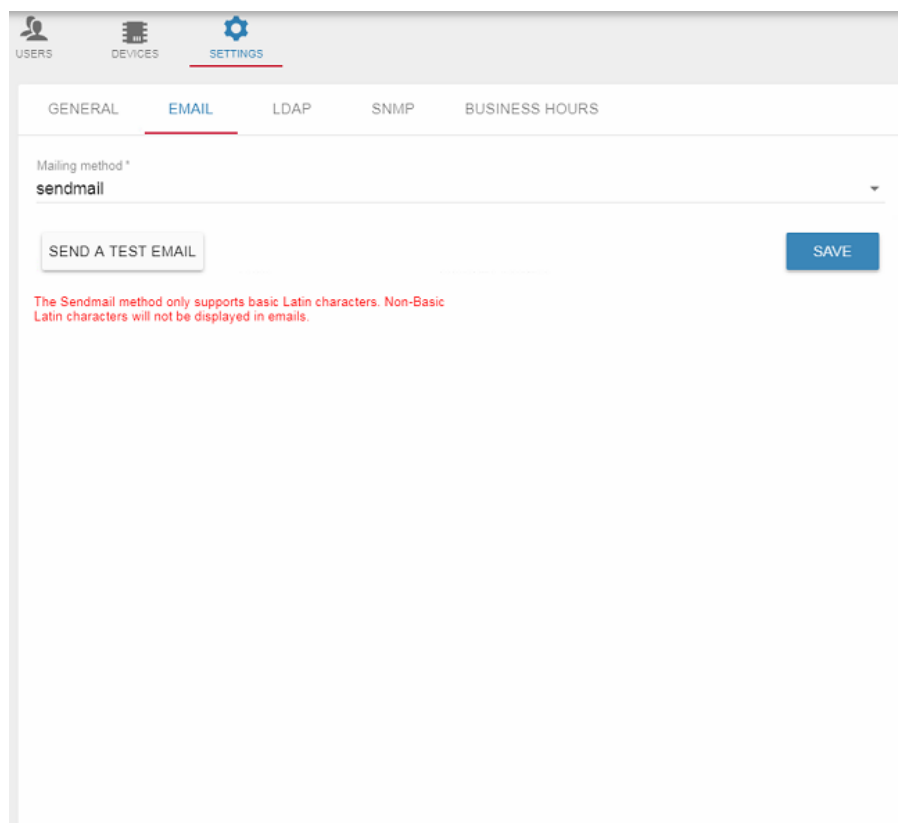 USERS DEVICES SETTINGS
GENERAL EMAIL LDAP SNMP BUSINESS HOURS
Mailing method *
sendmail
SEND A TEST EMAIL SAVE
The Sendmail method only supports basic Latin characters. Non-Basic
Latin characters will not be displayed in emails.